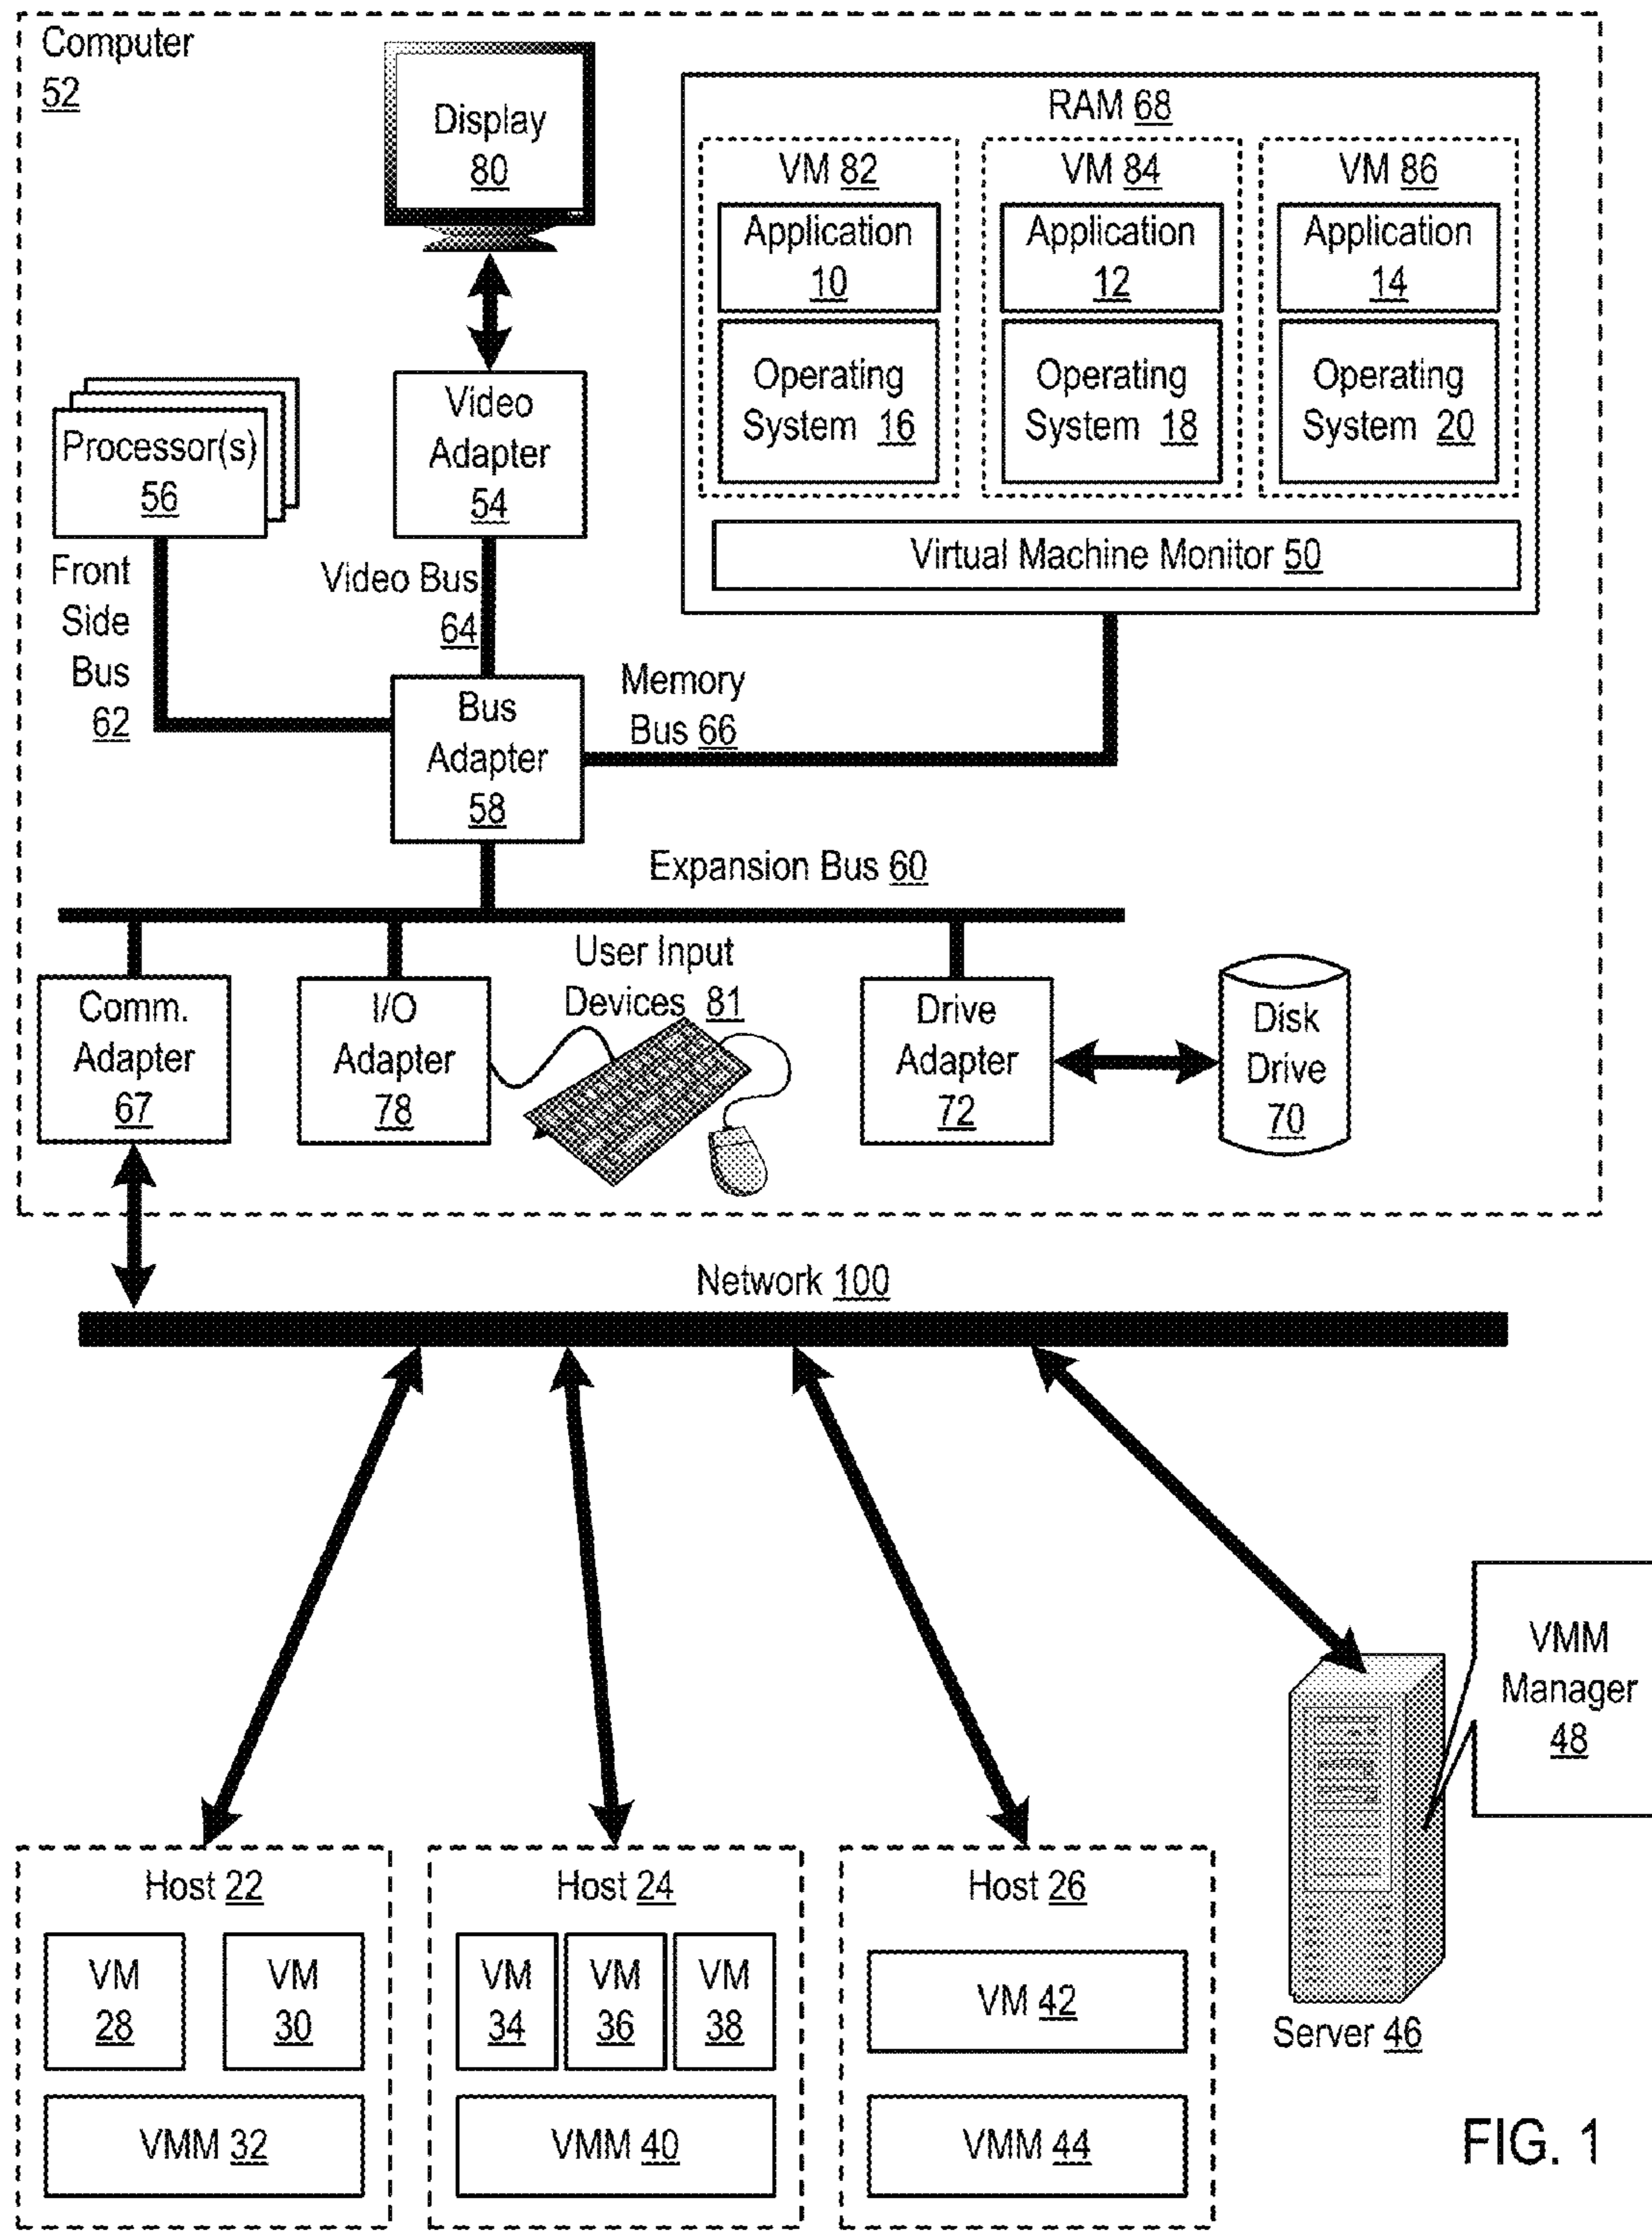 Computer
52
Display
80
RAM 68
VM 82
Application
10
Operating
System 16
VM 84
Application
12
Operating
System 18
VM 86
Application
14
Operating
System 20
Virtual Machine Monitor 50
Processor(s)
56
Video
Adapter
54
Front
Side
Bus
62
Video Bus
64
Bus
Adapter
58
Memory
Bus 66
Expansion Bus 60
Comm.
Adapter
67
I/O
Adapter
78
User Input
Devices 81
Drive
Adapter
72
Disk
Drive
70
Network 100
VMM
Manager
48
Server 46
Host 22
VM
28
VM
30
VMM 32
Host 24
VM
34
VM
36
VM
38
VMM 40
Host 26
VM 42
VMM 44
FIG. 1